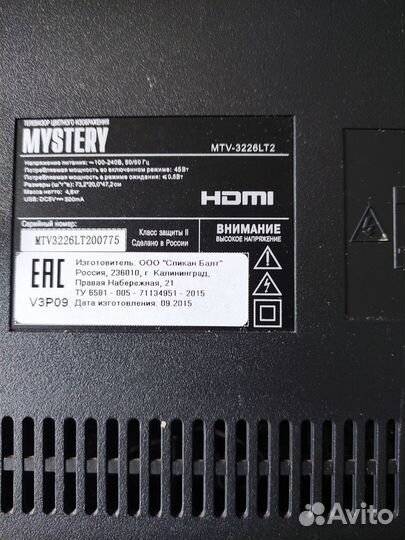 ТЕЛЕВИЗОР ЦВЕТНОГО ИЗОБРАЖЕНИЯ
MYSTERY
MTV-3226LT2
Напряжение питания: ~100-240В, 50/60 Гц
Потребляемая мощность во включенном режиме: 45Вт
Потребляемая мощность в режиме ожидания: ≤0.5Вт
Размеры (ш*г*в): 73,2*20,0*47,2см
Масса нетто: 4,6кг
USB: DC5V⎓500mA
HDMI
Серийный номер:
MTV3226LT200775
Класс защиты II
Сделано в России
ВНИМАНИЕ
ВЫСОКОЕ НАПРЯЖЕНИЕ
EAC
V3P09
Изготовитель: ООО "Спикан Балт"
Россия, 236010, г. Калининград,
Правая Набережная, 21
ТУ 6581 - 005 - 71134951 - 2015
Дата изготовления: 09.2015
Avito